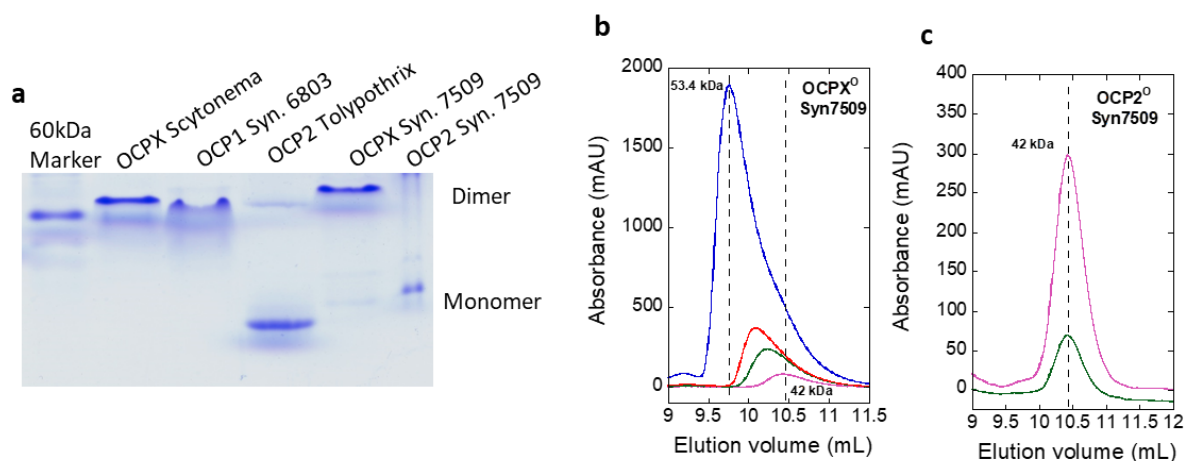 a
60kDa
Marker
OCPX Scytonema
OCP1 Syn. 6803
OCP2 Tolypothrix
OCPX Syn. 7509
OCP2 Syn. 7509
Dimer
Monomer
b
2000
1500
1000
500
0
Absorbance (mAU)
53.4 kDa
OCPX^O
Syn7509
42 kDa
9 9.5 10 10.5 11 11.5
Elution volume (mL)
c
400
350
300
250
200
150
100
50
0
Absorbance (mAU)
OCP2^O
Syn7509
42 kDa
9 9.5 10 10.5 11 11.5 12
Elution volume (mL)